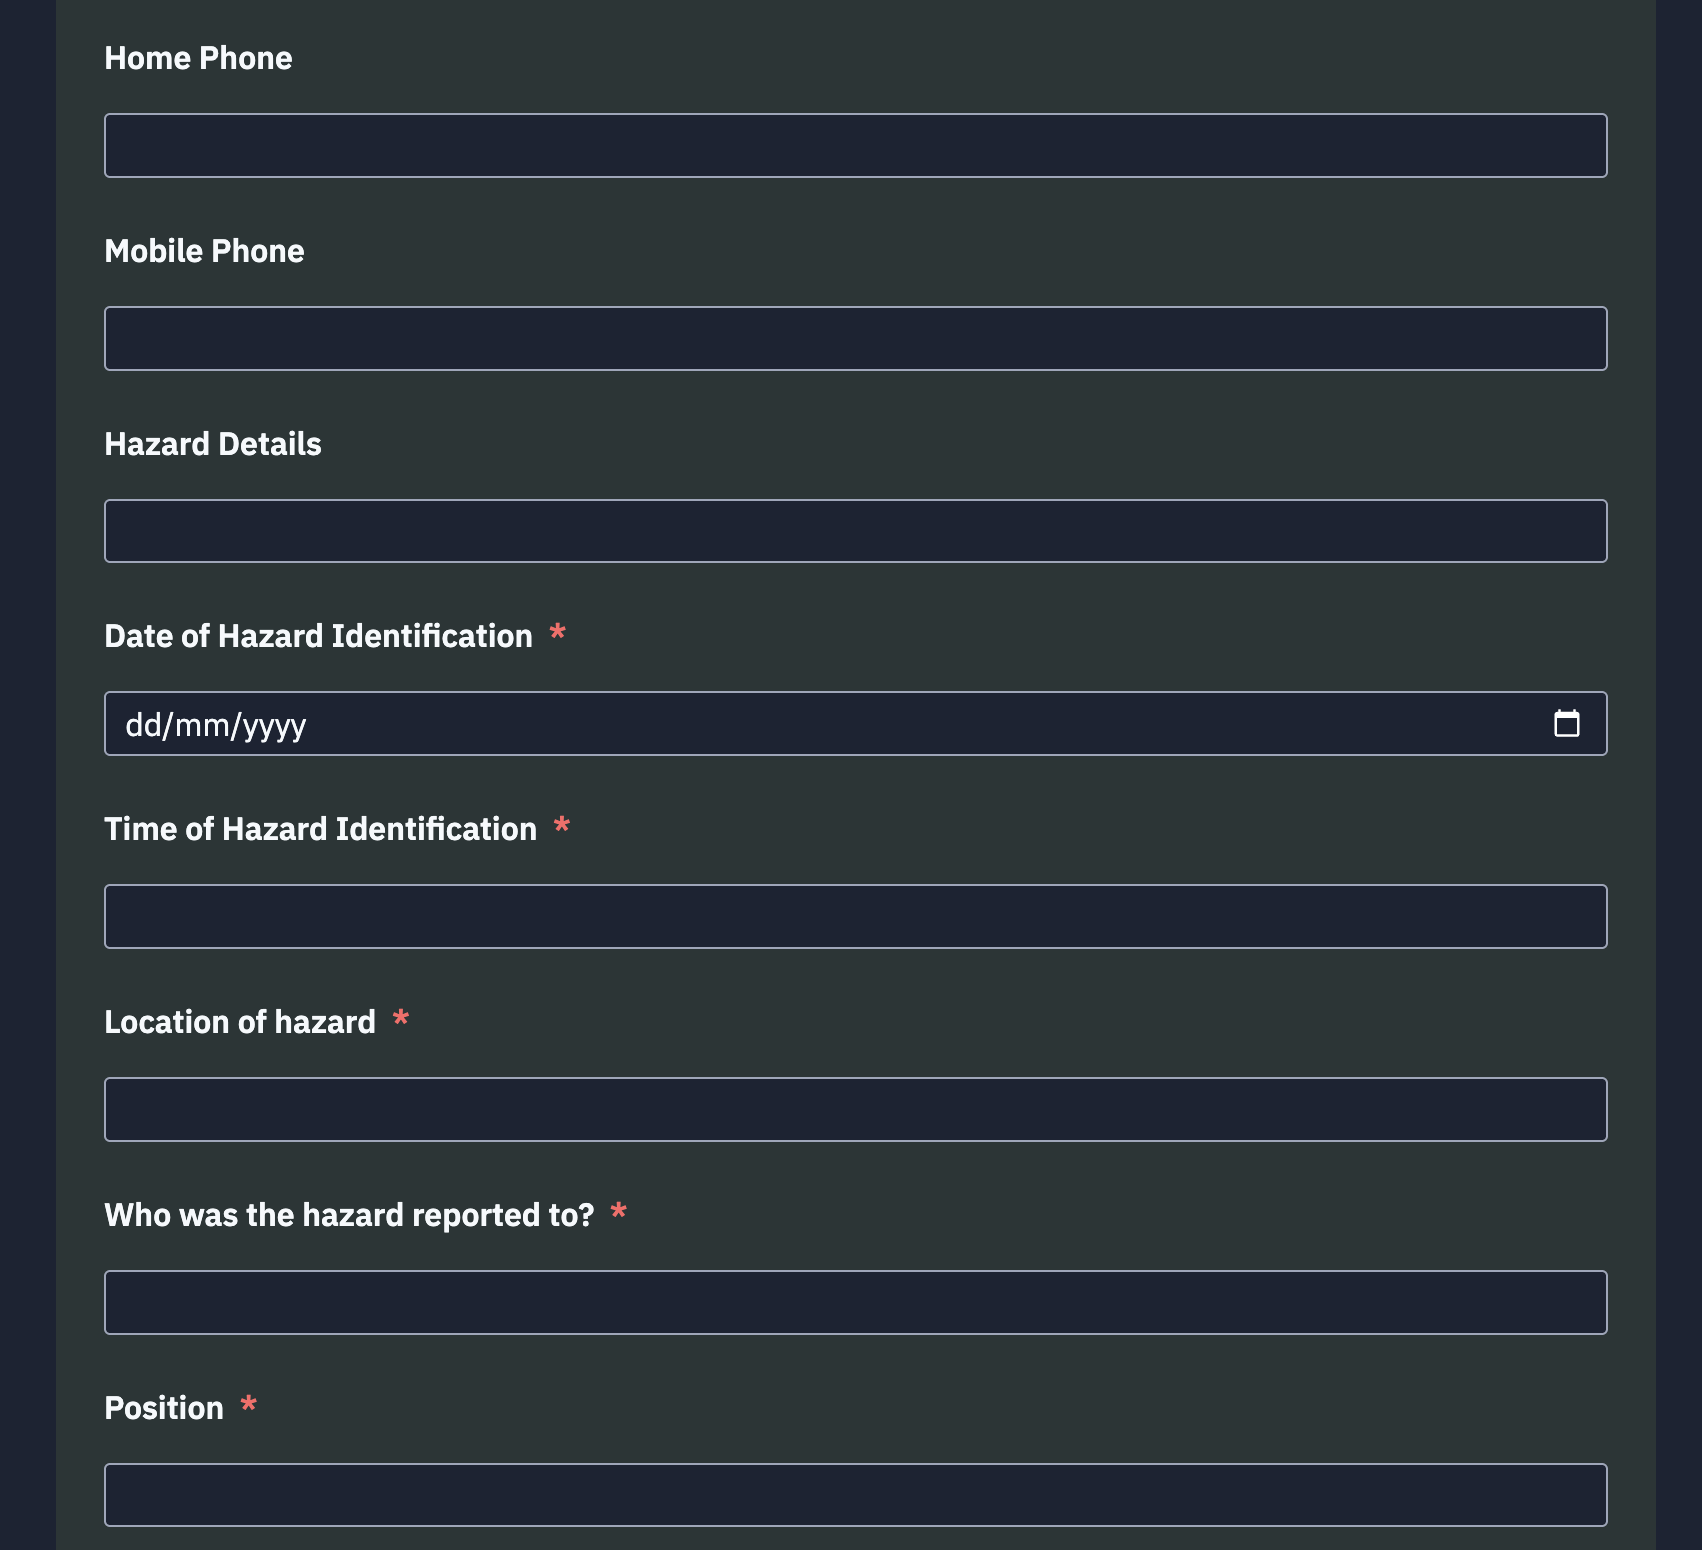 Home Phone
Mobile Phone
Hazard Details
Date of Hazard Identification *
dd/mm/yyyy
Time of Hazard Identification *
Location of hazard *
Who was the hazard reported to? *
Position *